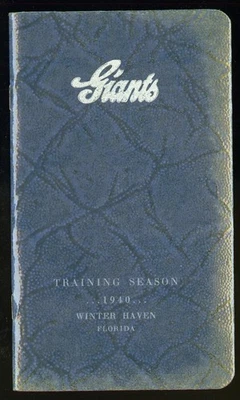 Giants
TRAINING SEASON
...1940...
WINTER HAVEN
FLORIDA